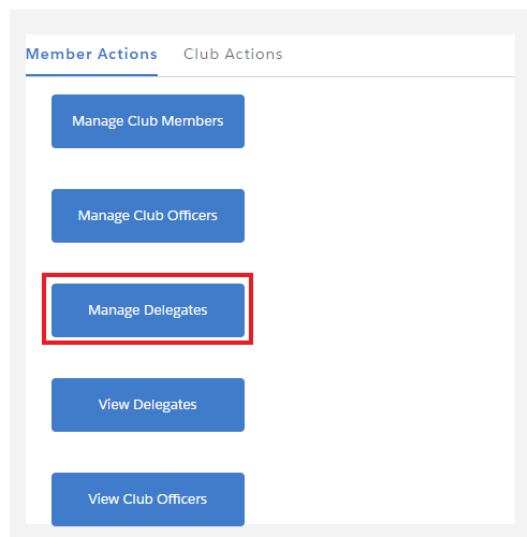 Member Actions Club Actions
Manage Club Members
Manage Club Officers
Manage Delegates
View Delegates
View Club Officers